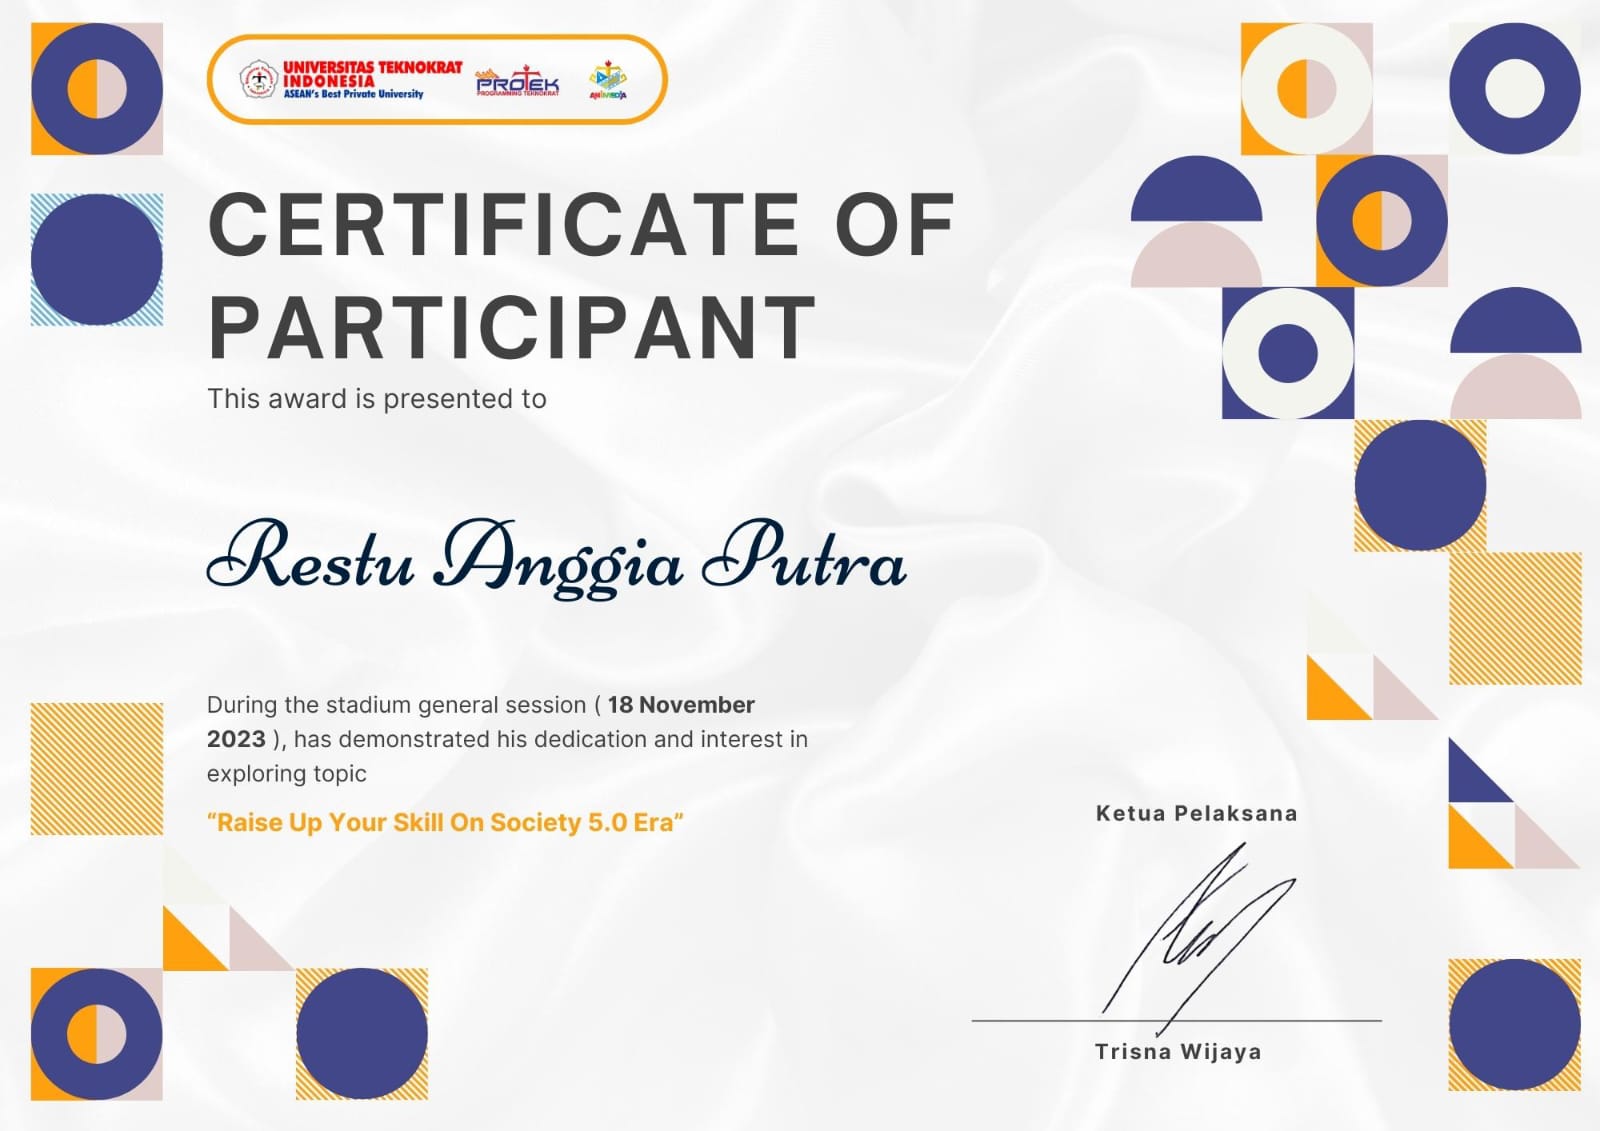 UNIVERSITAS TEKNOKRAT
INDONESIA
ASEAN's Best Private University
PROTEK
PROGRAMMING TEKNOKRAT
CERTIFICATE OF
PARTICIPANT
This award is presented to
Restu Anggia Putra
During the stadium general session ( 18 November
2023 ), has demonstrated his dedication and interest in
exploring topic
“Raise Up Your Skill On Society 5.0 Era”
Ketua Pelaksana
Trisna Wijaya